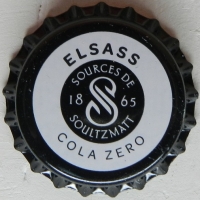 ELSASS
SOURCES DE
18 S 65
SOULTZMATT
COLA ZERO